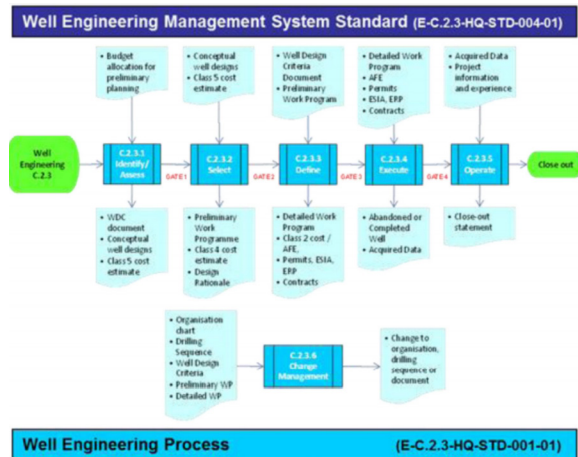 Well Engineering Management System Standard (E-C.2.3-HQ-STD-004-01)
• Budget
allocation for
preliminary
planning
• Conceptual
well designs
• Class 5 cost
estimate
• Well Design
Criteria
Document
• Preliminary
Work Program
• Detailed Work
Program
• AFE
• Permits
• ESIA, ERP
• Contracts
• Acquired Data
• Project
information
and experience
Well
Engineering
C.2.3
C.2.3.1
Identify/
Assess
GATE 1
C.2.3.2
Select
GATE 2
C.2.3.3
Define
GATE 3
C.2.3.4
Execute
GATE 4
C.2.3.5
Operate
Close out
• WDC
document
• Conceptual
well designs
• Class 5 cost
estimate
• Preliminary
Work
Programme
• Class 4 cost
estimate
• Design
Rationale
• Detailed Work
Program
• Class 2 cost /
AFE,
• Permits, ESIA,
ERP
• Contracts
• Abandoned or
Completed
Well
• Acquired Data
• Close-out
statement
• Organisation
chart
• Drilling
Sequence
• Well Design
Criteria
• Preliminary WP
• Detailed WP
C.2.3.6
Change
Management
• Change to
organisation,
drilling
sequence or
document
Well Engineering Process (E-C.2.3-HQ-STD-001-01)